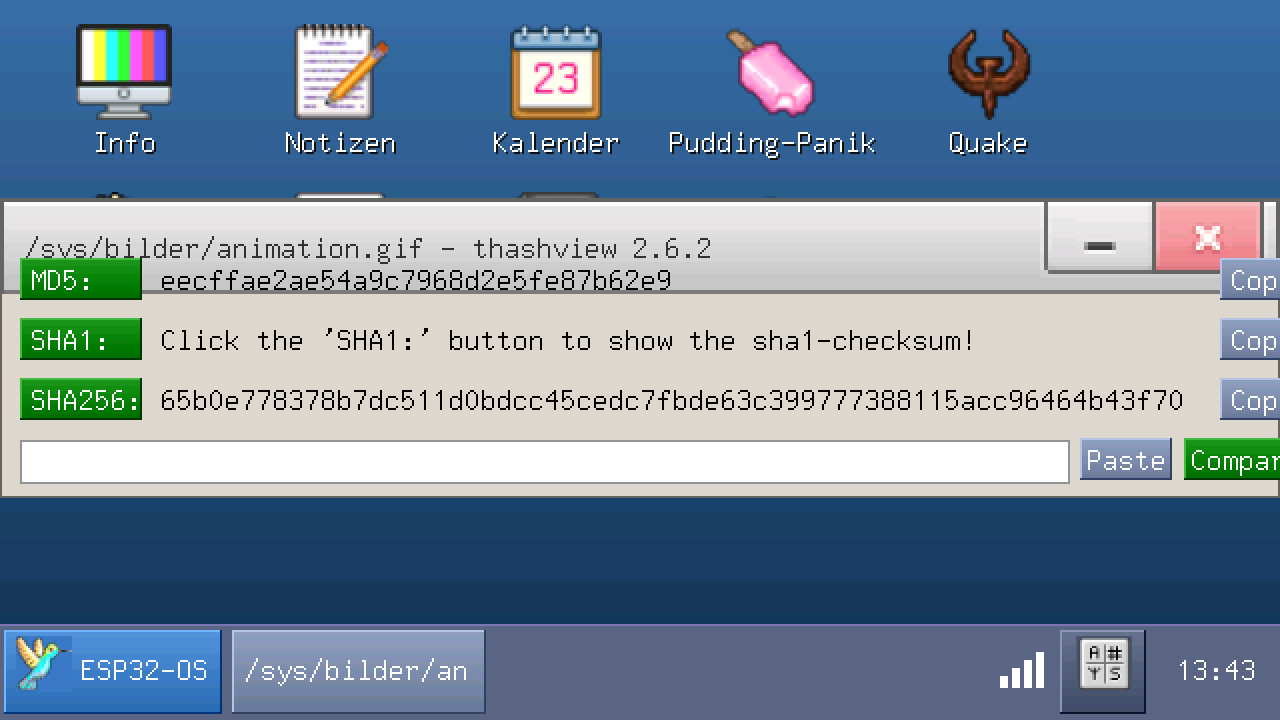 23
Info
Notizen
Kalender
Pudding-Panik
Quake
/sys/bilder/animation.gif - thashview 2.6.2
MD5: eecffae2ae54a9c7968d2e5fe87b62e9 Cop
SHA1: Click the 'SHA1:' button to show the sha1-checksum! Cop
SHA256: 65b0e778378b7dc511d0bdcc45cedc7fbde63c399777388115acc96464b43f70 Cop
Paste Compar
ESP32-OS /sys/bilder/an 13:43
A #
Y S